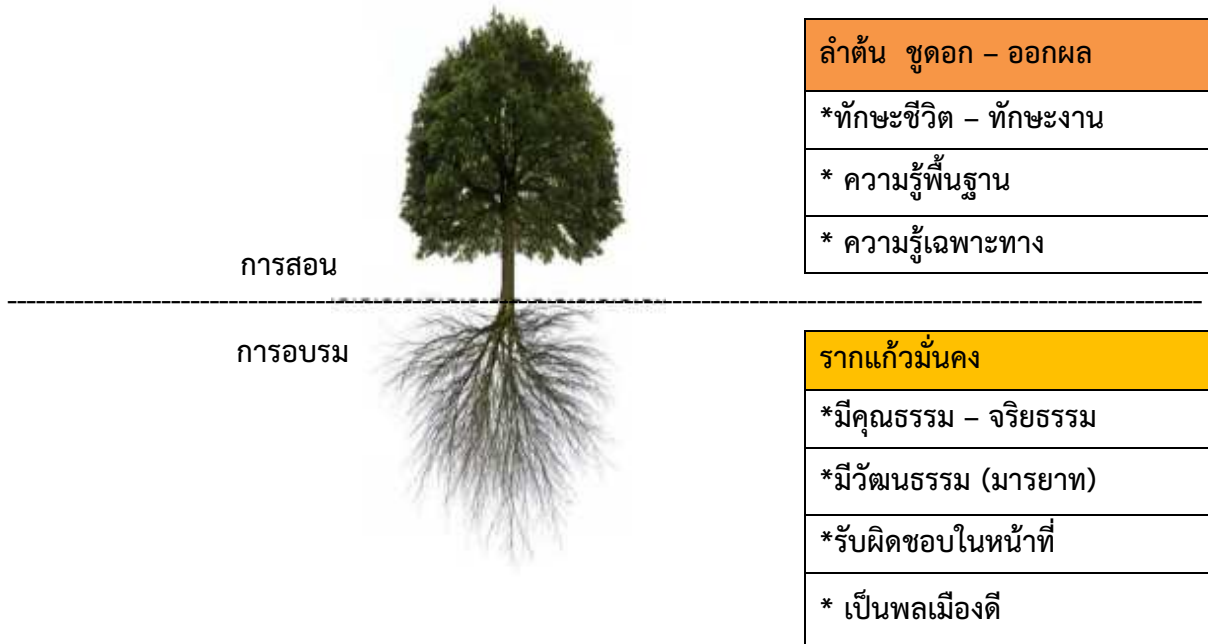 ลำต้น ชูดอก – ออกผล
*ทักษะชีวิต – ทักษะงาน
* ความรู้พื้นฐาน
* ความรู้เฉพาะทาง
การสอน
การอบรม
รากแก้วมั่นคง
*มีคุณธรรม – จริยธรรม
*มีวัฒนธรรม (มารยาท)
*รับผิดชอบในหน้าที่
* เป็นพลเมืองดี